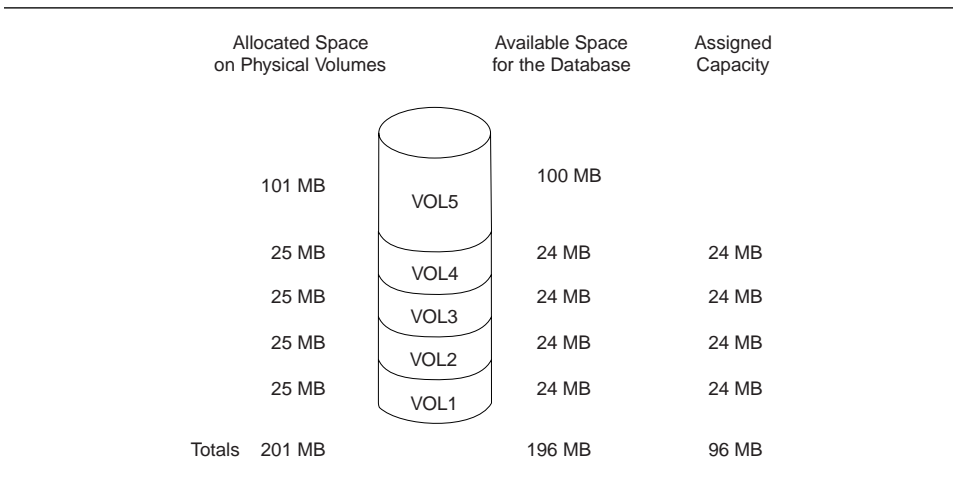 Allocated Space
on Physical Volumes
Available Space
for the Database
Assigned
Capacity
101 MB
VOL5
100 MB
25 MB
VOL4
24 MB
24 MB
25 MB
VOL3
24 MB
24 MB
25 MB
VOL2
24 MB
24 MB
25 MB
VOL1
24 MB
24 MB
Totals 201 MB
196 MB
96 MB